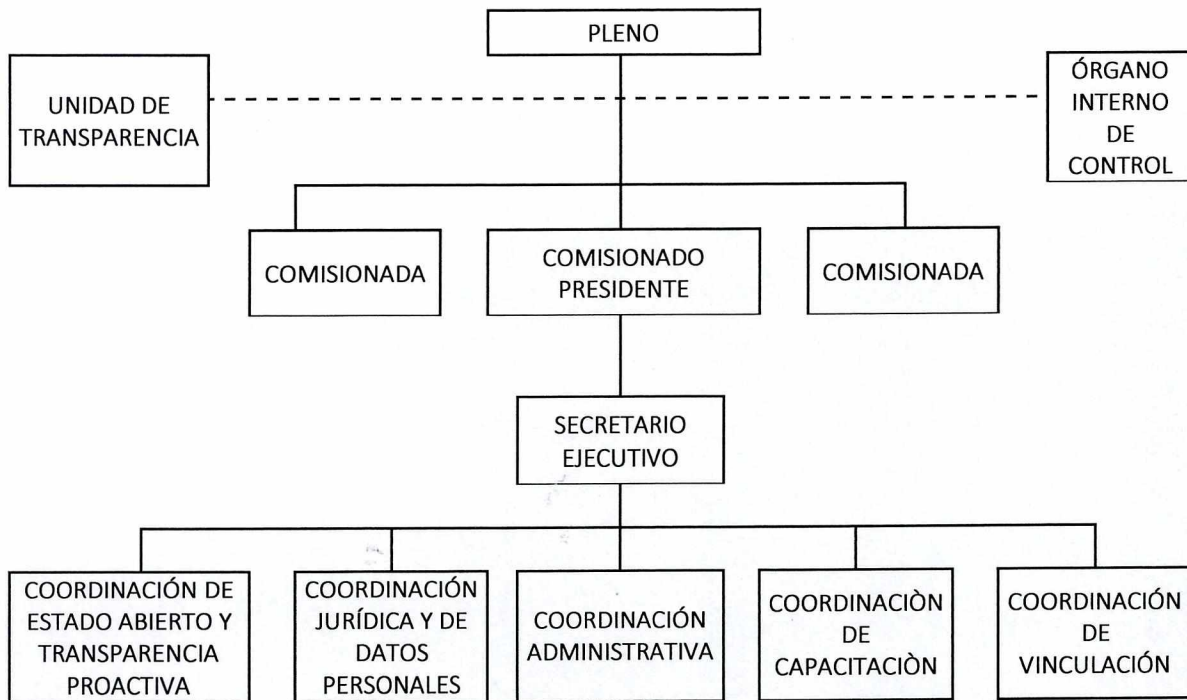 PLENO
UNIDAD DE
TRANSPARENCIA
ÓRGANO
INTERNO
DE
CONTROL
COMISIONADA
COMISIONADO
PRESIDENTE
COMISIONADA
SECRETARIO
EJECUTIVO
COORDINACIÓN DE
ESTADO ABIERTO Y
TRANSPARENCIA
PROACTIVA
COORDINACIÓN
JURÍDICA Y DE
DATOS
PERSONALES
COORDINACIÓN
ADMINISTRATIVA
COORDINACIÒN
DE
CAPACITACIÒN
COORDINACIÓN
DE
VINCULACIÓN